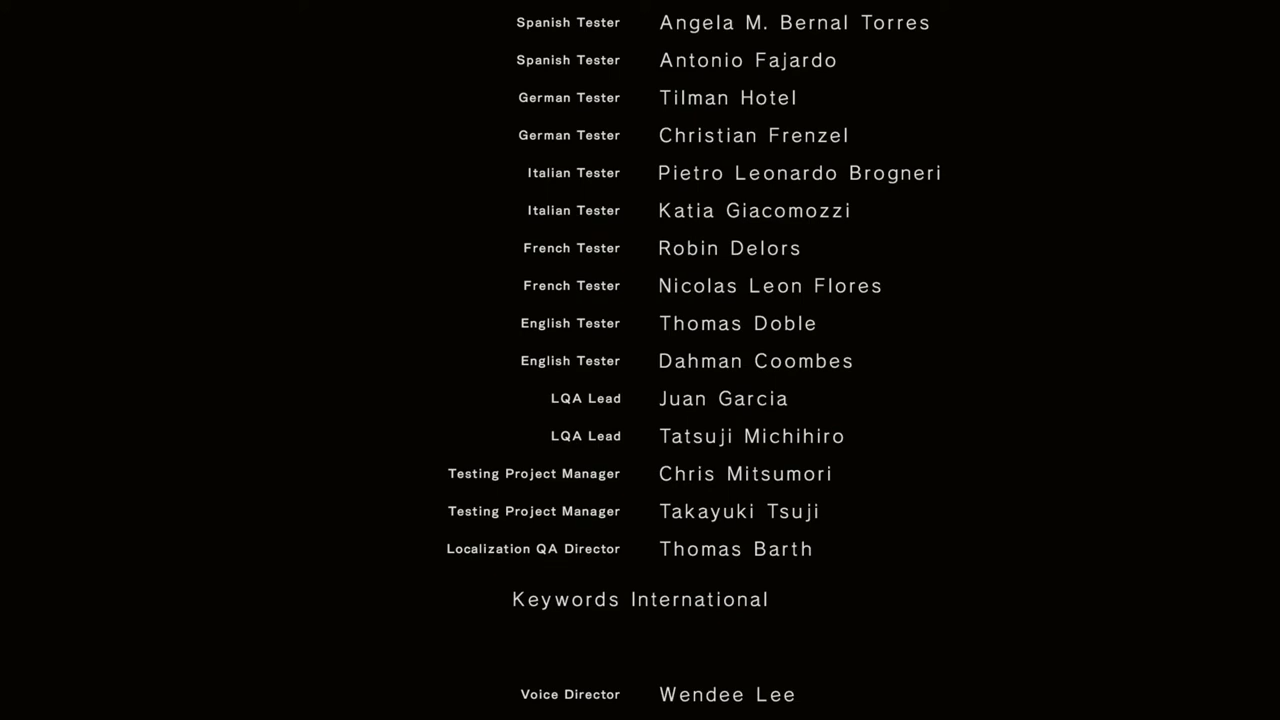 Spanish Tester Angela M. Bernal Torres
Spanish Tester Antonio Fajardo
German Tester Tilman Hotel
German Tester Christian Frenzel
Italian Tester Pietro Leonardo Brogneri
Italian Tester Katia Giacomozzi
French Tester Robin Delors
French Tester Nicolas Leon Flores
English Tester Thomas Doble
English Tester Dahman Coombes
LQA Lead Juan Garcia
LQA Lead Tatsuji Michihiro
Testing Project Manager Chris Mitsumori
Testing Project Manager Takayuki Tsuji
Localization QA Director Thomas Barth
Keywords International
Voice Director Wendee Lee